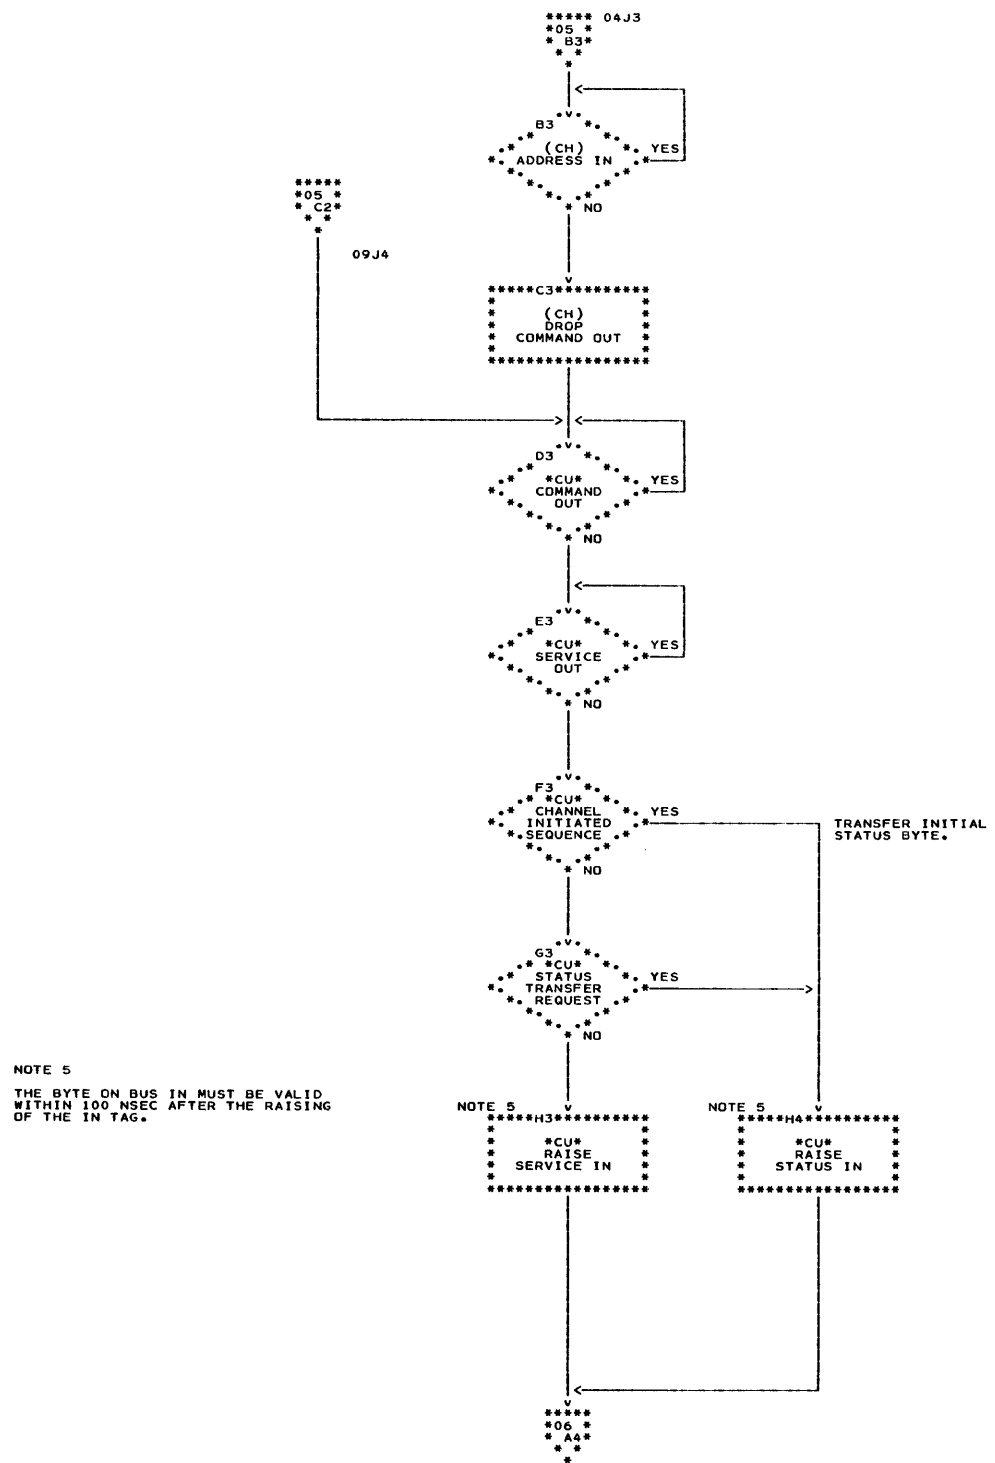 04J3
05
B3
B3
(CH)
ADDRESS IN
YES
NO
05
C2
09J4
C3
(CH)
DROP
COMMAND OUT
D3
*CU*
COMMAND
OUT
YES
NO
E3
*CU*
SERVICE
OUT
YES
NO
F3
*CU*
CHANNEL
INITIATED
SEQUENCE
YES
NO
TRANSFER INITIAL
STATUS BYTE.
G3
*CU*
STATUS
TRANSFER
REQUEST
YES
NO
NOTE 5
THE BYTE ON BUS IN MUST BE VALID
WITHIN 100 NSEC AFTER THE RAISING
OF THE IN TAG.
NOTE 5
H3
*CU*
RAISE
SERVICE IN
NOTE 5
H4
*CU*
RAISE
STATUS IN
06
A4